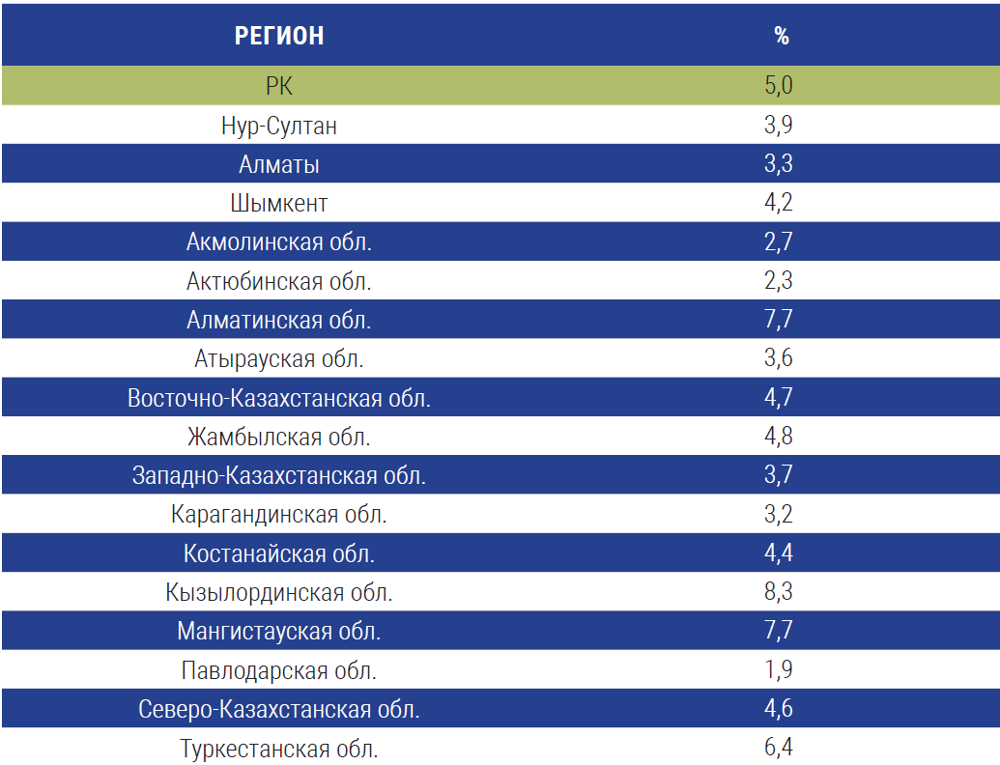 РЕГИОН %
РК 5,0
Нур-Султан 3,9
Алматы 3,3
Шымкент 4,2
Акмолинская обл. 2,7
Актюбинская обл. 2,3
Алматинская обл. 7,7
Атырауская обл. 3,6
Восточно-Казахстанская обл. 4,7
Жамбылская обл. 4,8
Западно-Казахстанская обл. 3,7
Карагандинская обл. 3,2
Костанайская обл. 4,4
Кызылординская обл. 8,3
Мангистауская обл. 7,7
Павлодарская обл. 1,9
Северо-Казахстанская обл. 4,6
Туркестанская обл. 6,4